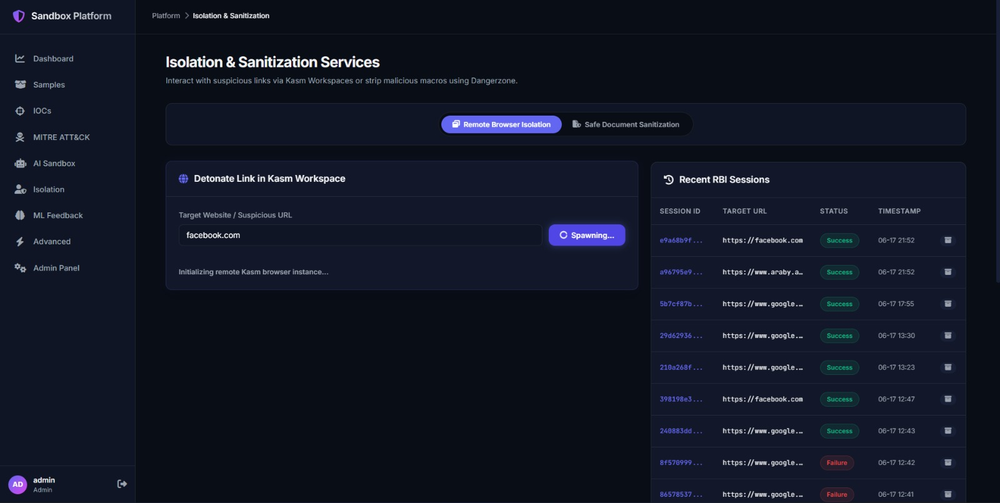 Sandbox Platform
Platform > Isolation & Sanitization
Dashboard
Samples
IOCs
MITRE ATT&CK
AI Sandbox
Isolation
ML Feedback
Advanced
Admin Panel
AD
admin
Admin
Isolation & Sanitization Services
Interact with suspicious links via Kasm Workspaces or strip malicious macros using Dangerzone.
Remote Browser Isolation
Safe Document Sanitization
Detonate Link in Kasm Workspace
Target Website / Suspicious URL
facebook.com
Spawning...
Initializing remote Kasm browser instance...
Recent RBI Sessions
SESSION ID TARGET URL STATUS TIMESTAMP
e9a68b9f... https://facebook.com Success 06-17 21:52
a96795e9... https://www.araby.a… Success 06-17 21:52
5b7cf87b... https://www.google.… Success 06-17 17:55
29d62936... https://www.google.… Success 06-17 13:30
210a268f... https://www.google.… Success 06-17 13:23
398198e3... https://facebook.com Success 06-17 12:47
240883dd... https://www.google.… Success 06-17 12:43
8f570999... https://www.google.… Failure 06-17 12:42
86578537... https://www.google.… Failure 06-17 12:41